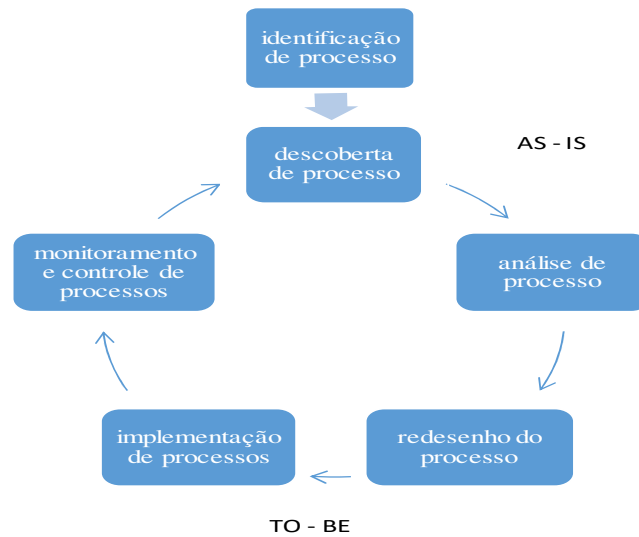 identificação
de processo
descoberta
de processo
AS - IS
análise de
processo
redesenho do
processo
TO - BE
implementação
de processos
monitoramento
e controle de
processos